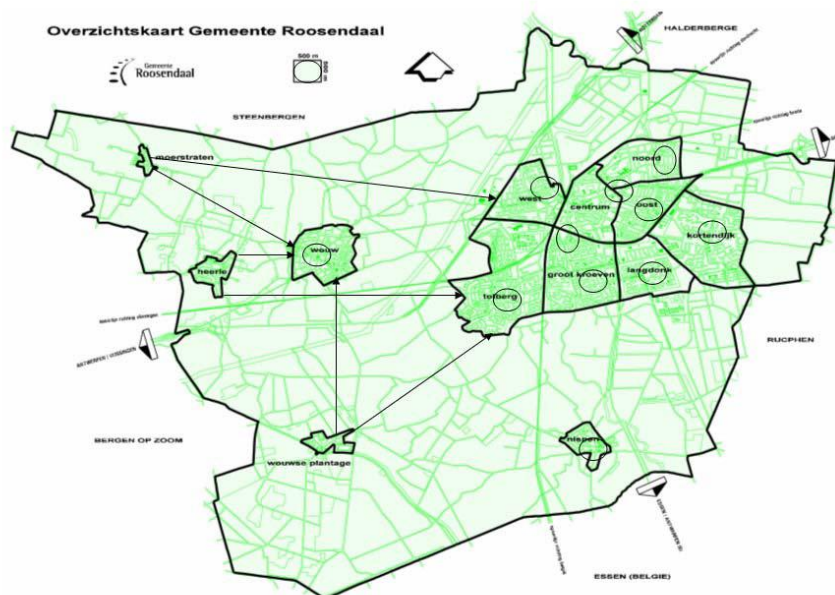 Overzichtskaart Gemeente Roosendaal
Gemeente
Roosendaal
500 m
500 m
HALDERBERGE
STEENBERGEN
moerstraten
noord
west
centrum
oost
wouw
kortendijk
heerle
groot kroeven
langdonk
tolberg
RUCPHEN
BERGEN OP ZOOM
nispen
wouwse plantage
ESSEN (BELGIE)